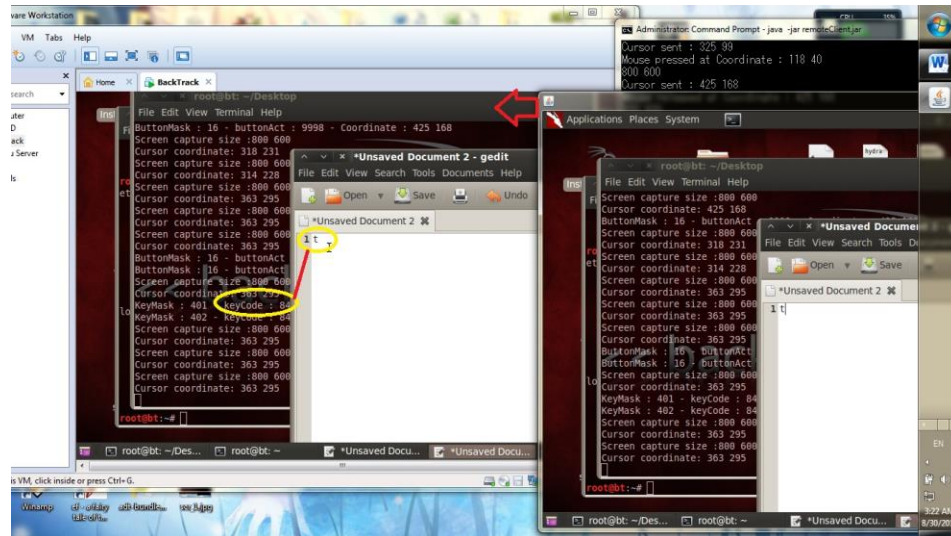 vare Workstation
VM Tabs Help
Home
BackTrack
search
uter
D
ack
u Server
ls
root@bt: ~/Desktop
File Edit View Terminal Help
ButtonMask : 16 - buttonAct : 9998 - Coordinate : 425 168
Screen capture size :800 600
Cursor coordinate: 318 231
Screen capture size :800 600
Cursor coordinate: 314 228
Screen capture size :800 600
Cursor coordinate: 363 295
Screen capture size :800 600
Cursor coordinate: 363 295
Screen capture size :800 600
Cursor coordinate: 363 295
ButtonMask : 16 - buttonAct
ButtonMask : 16 - buttonAct
Screen capture size :800 600
Cursor coordinate: 363 295
KeyMask : 401 - keyCode : 84
KeyMask : 402 - keyCode : 84
Screen capture size :800 600
Cursor coordinate: 363 295
Screen capture size :800 600
Cursor coordinate: 363 295
root@bt:~#
*Unsaved Document 2 - gedit
File Edit View Search Tools Documents Help
Open Save Undo
*Unsaved Document 2
1 t
root@bt: ~/Des...
root@bt: ~
*Unsaved Docu...
*Unsaved Docu...
is VM, click inside or press Ctrl+G.
Winamp
CPU 15%
Administrator: Command Prompt - java -jar remoteClient.jar
Cursor sent : 325 99
Mouse pressed at Coordinate : 118 40
800 600
Cursor sent : 425 168
Applications Places System
hydra-
root@bt: ~/Desktop
File Edit View Terminal Help
Screen capture size :800 600
Cursor coordinate: 425 168
ButtonMask : 16 - buttonAct
Screen capture size :800 600
Cursor coordinate: 318 231
Screen capture size :800 600
Cursor coordinate: 314 228
Screen capture size :800 600
Cursor coordinate: 363 295
Screen capture size :800 600
Cursor coordinate: 363 295
Screen capture size :800 600
Cursor coordinate: 363 295
ButtonMask : 16 - buttonAct
ButtonMask : 16 - buttonAct
Screen capture size :800 600
Cursor coordinate: 363 295
KeyMask : 401 - keyCode : 84
KeyMask : 402 - keyCode : 84
Screen capture size :800 600
Cursor coordinate: 363 295
Screen capture size :800 600
Cursor coordinate: 363 295
root@bt:~#
*Unsaved Docume
File Edit View Search Tools Do
Open Save
*Unsaved Document 2
1 t
root@bt: ~/Des...
root@bt: ~
*Unsaved Docu...
EN
3:22 AM
8/30/20